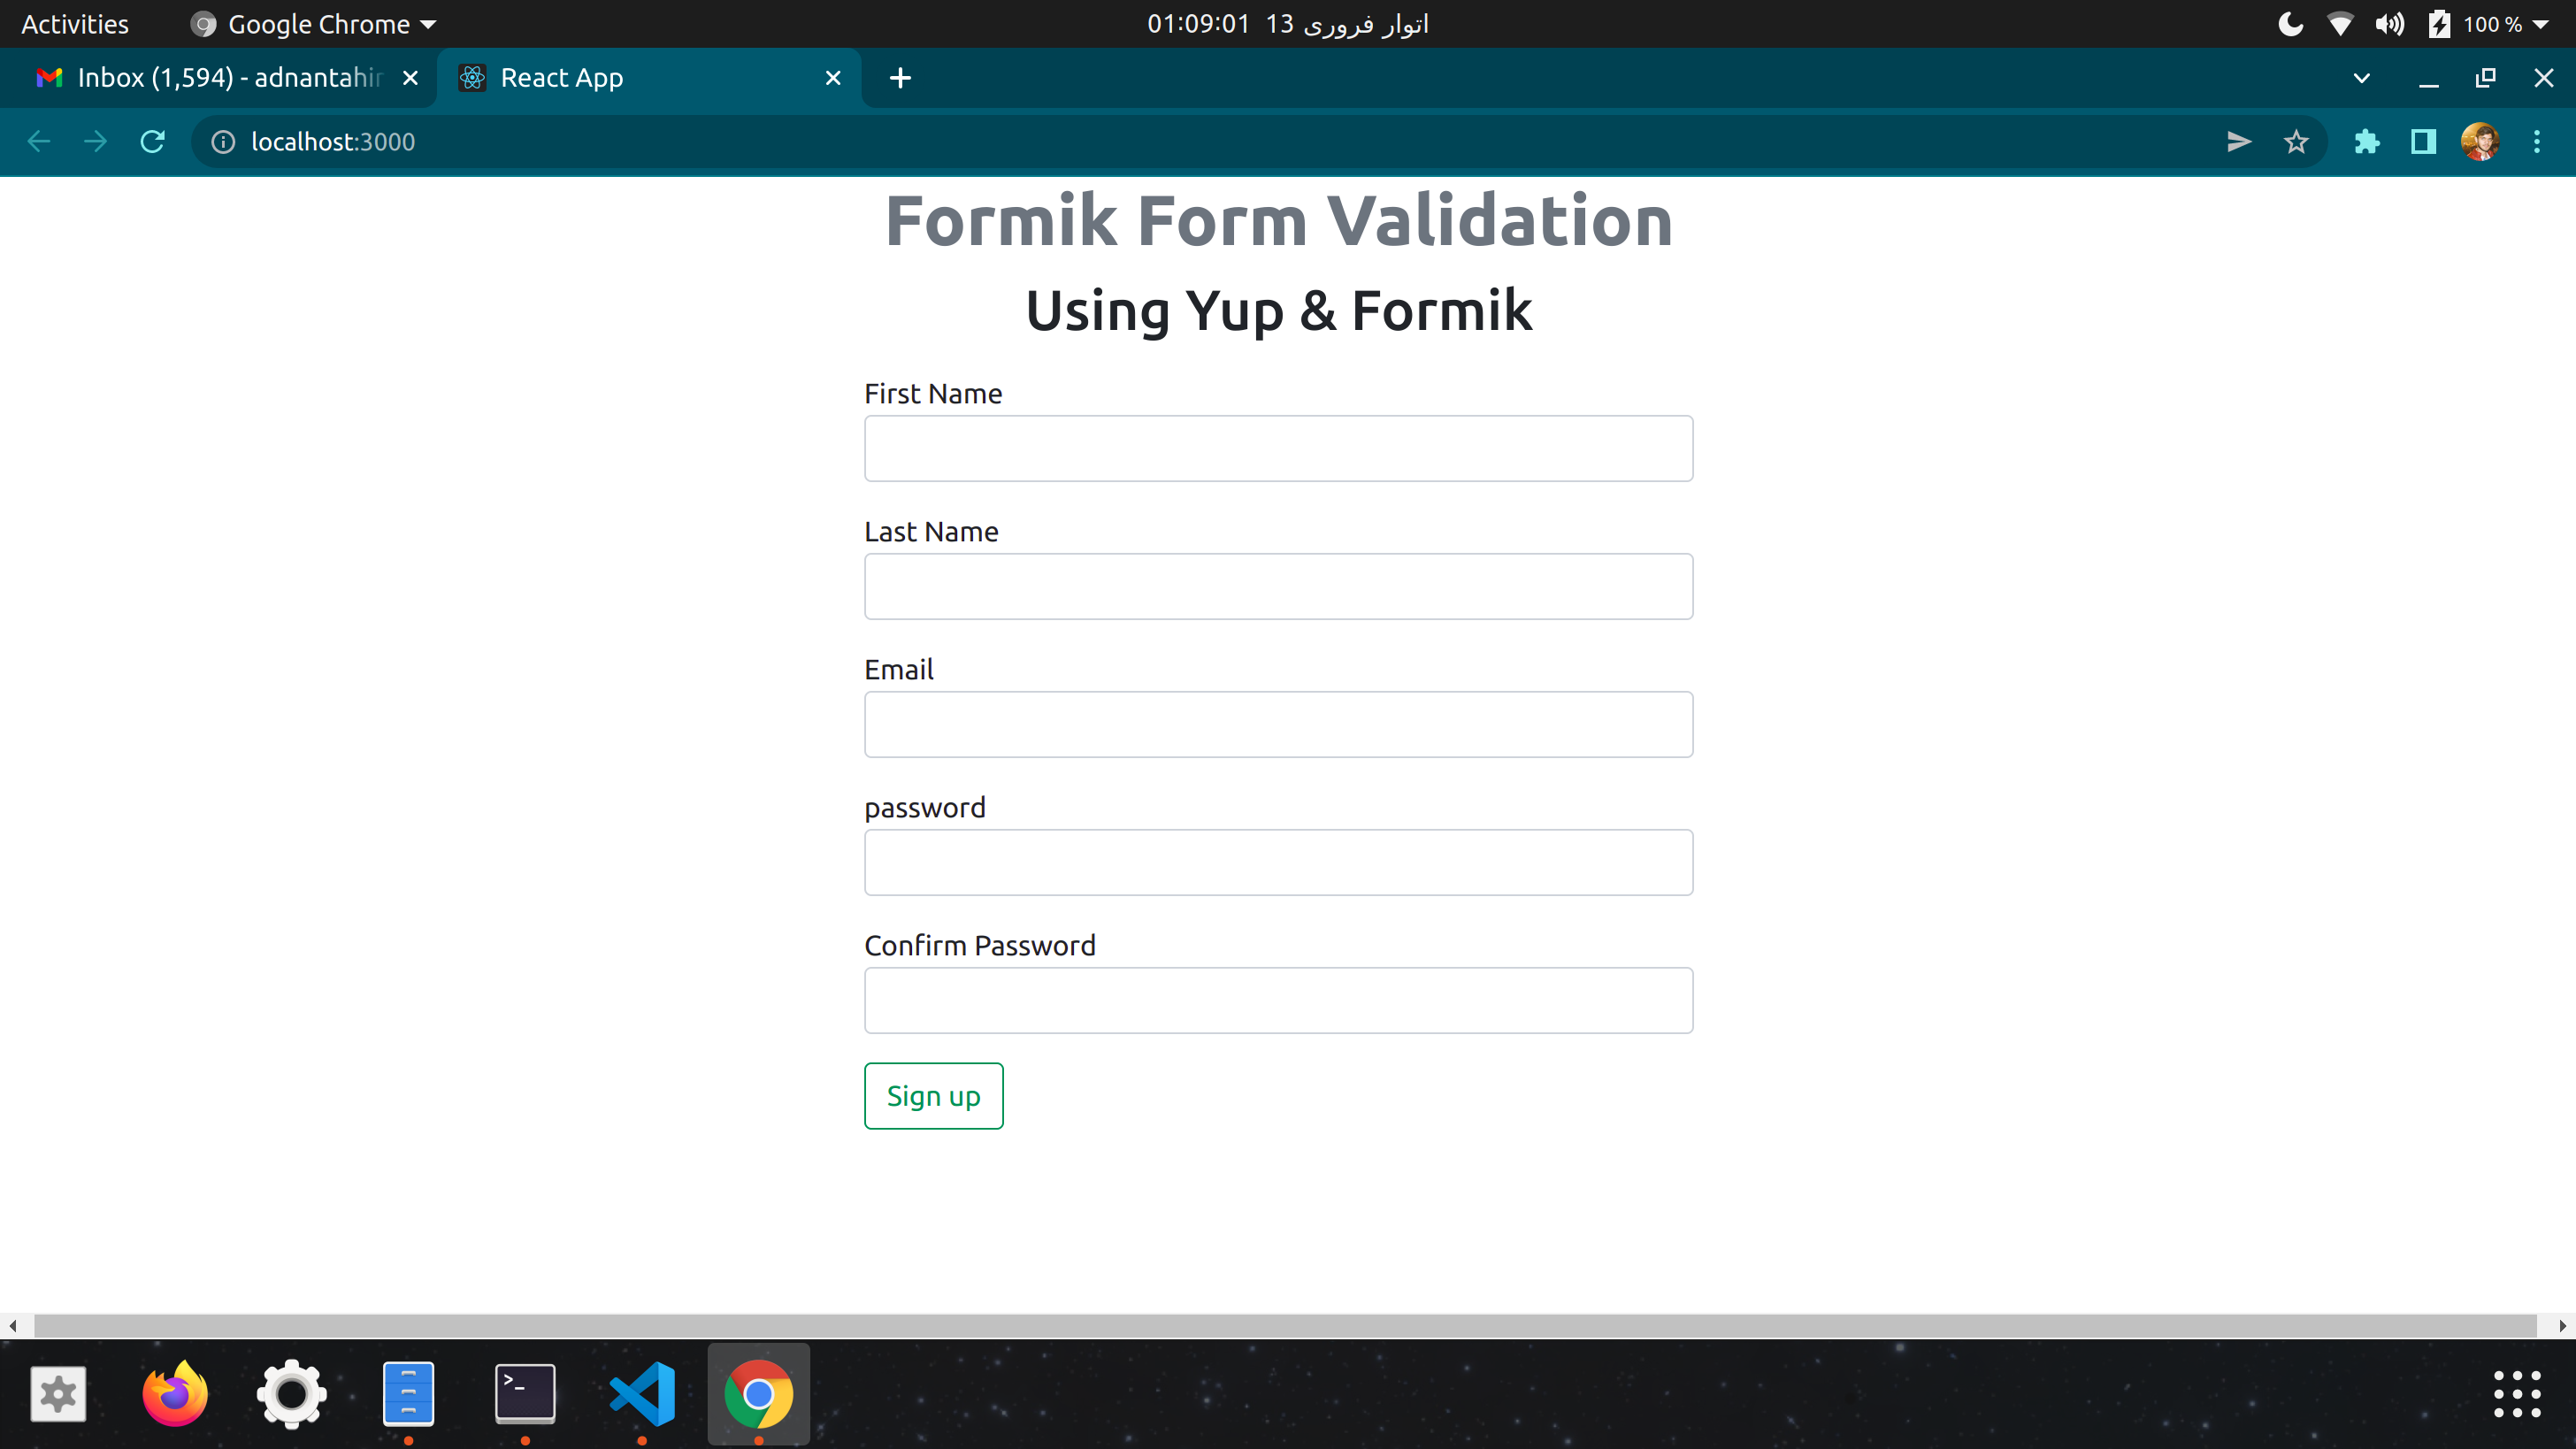 Activities
Google Chrome
01:09:01 13 اتوار فروری
100 %
Inbox (1,594) - adnantahir
React App
localhost:3000
Formik Form Validation
Using Yup & Formik
First Name
Last Name
Email
password
Confirm Password
Sign up